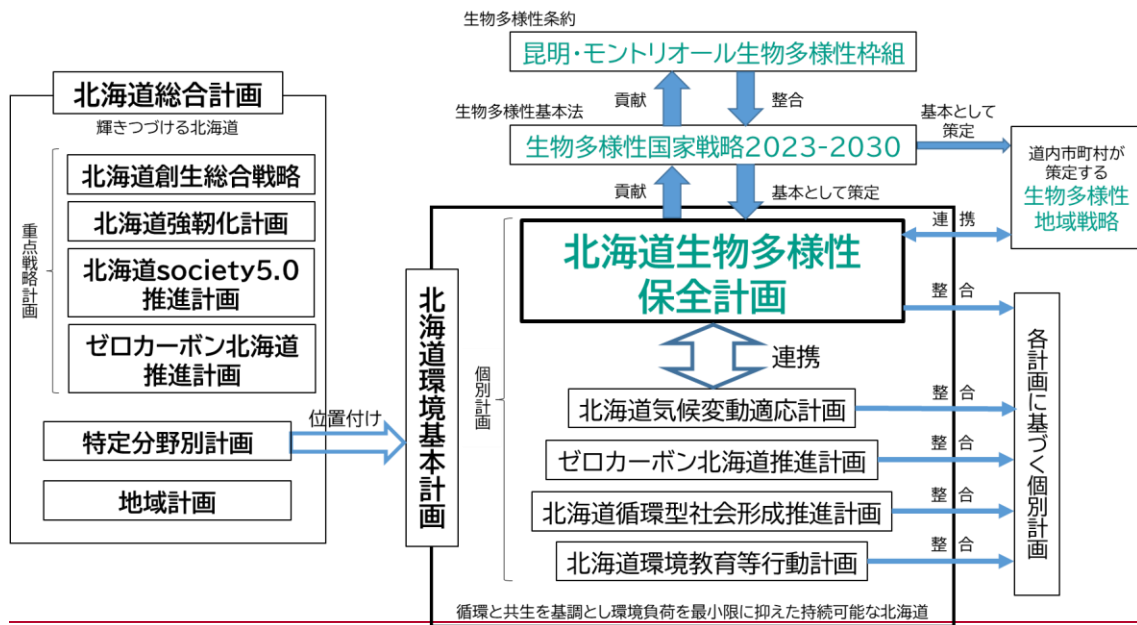 生物多様性条約
昆明・モントリオール生物多様性枠組
貢献
整合
生物多様性基本法
生物多様性国家戦略2023-2030
基本として
策定
道内市町村が
策定する
生物多様性
地域戦略
貢献
基本として策定
北海道総合計画
輝きつづける北海道
重点戦略計画
北海道創生総合戦略
北海道強靭化計画
北海道society5.0
推進計画
ゼロカーボン北海道
推進計画
特定分野別計画
地域計画
位置付け
北海道環境基本計画
個別計画
北海道生物多様性
保全計画
連携
整合
連携
北海道気候変動適応計画
整合
ゼロカーボン北海道推進計画
整合
北海道循環型社会形成推進計画
整合
北海道環境教育等行動計画
整合
各計画に基づく個別計画
循環と共生を基調とし環境負荷を最小限に抑えた持続可能な北海道